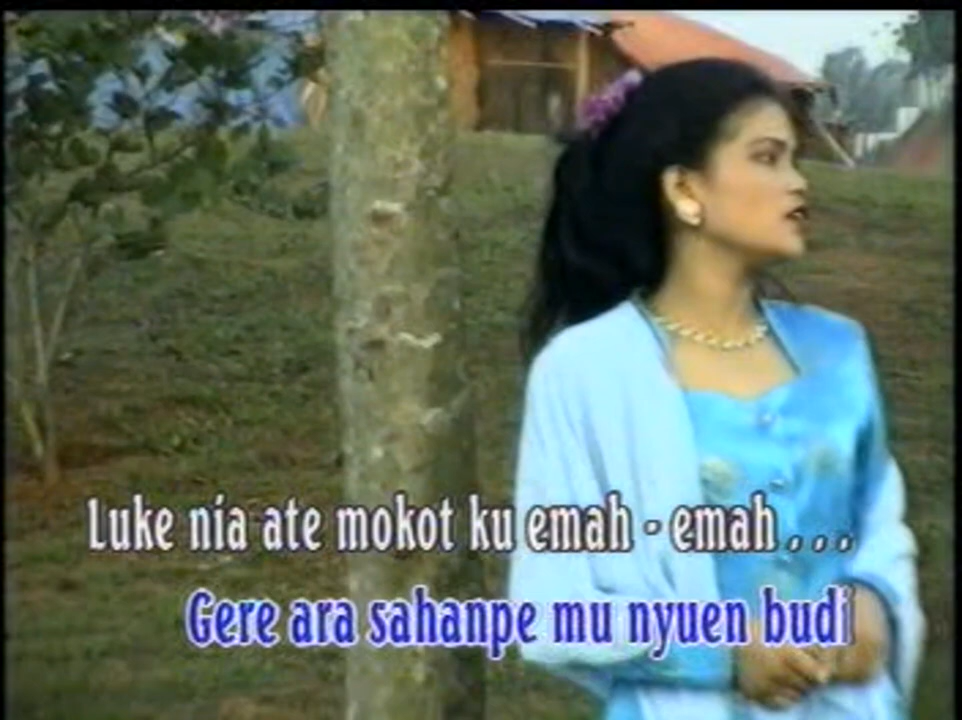 Luke nia ate mokot ku emah - emah . . .
Gere ara sahanpe mu nyuen budi